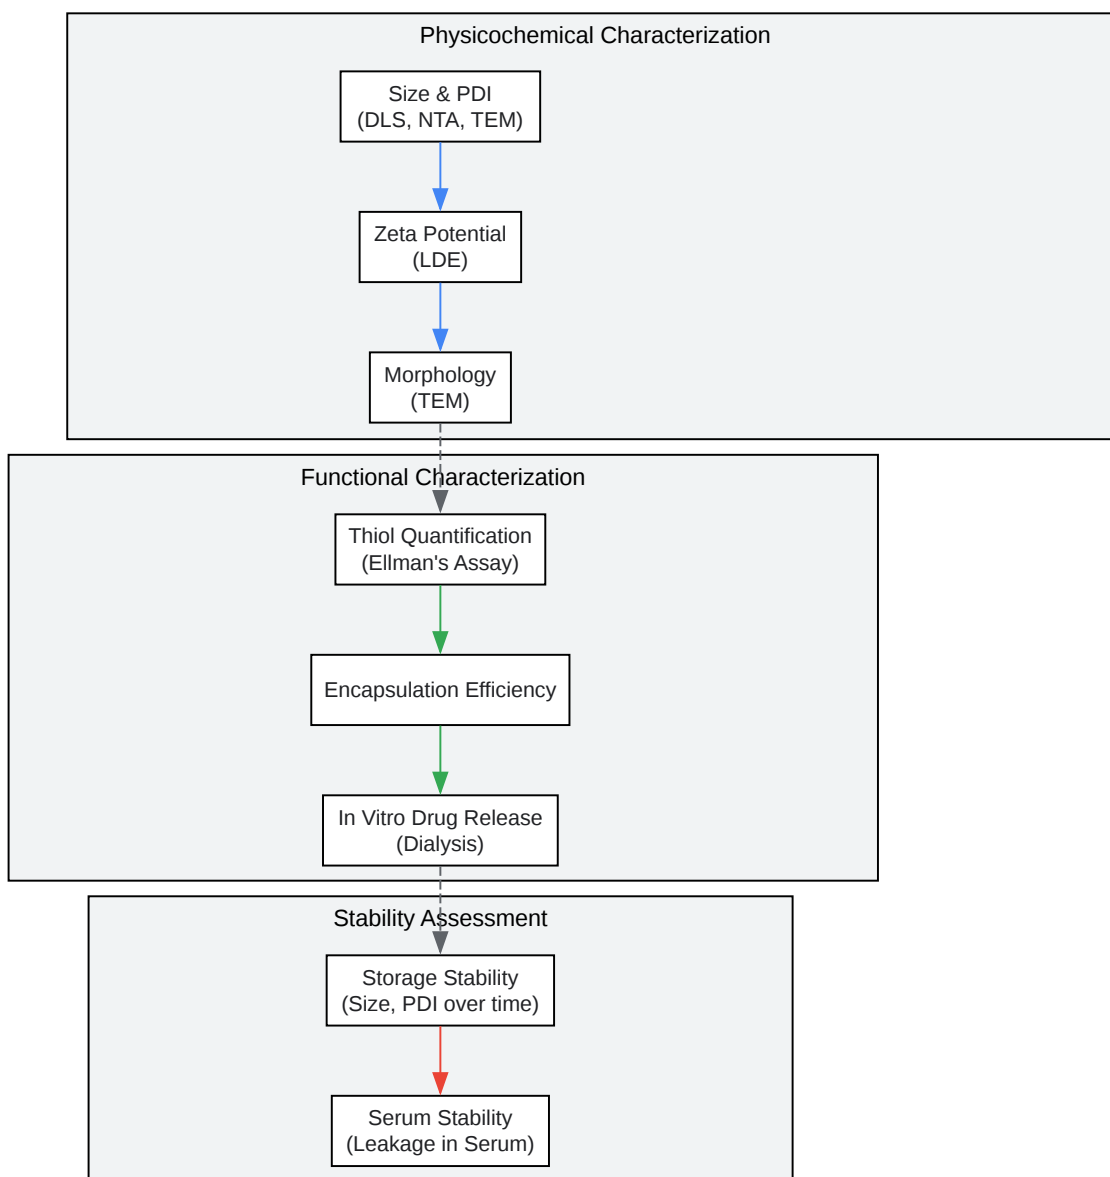 Physicochemical Characterization
Size & PDI
(DLS, NTA, TEM)
Zeta Potential
(LDE)
Morphology
(TEM)
Functional Characterization
Thiol Quantification
(Ellman's Assay)
Encapsulation Efficiency
In Vitro Drug Release
(Dialysis)
Stability Assessment
Storage Stability
(Size, PDI over time)
Serum Stability
(Leakage in Serum)